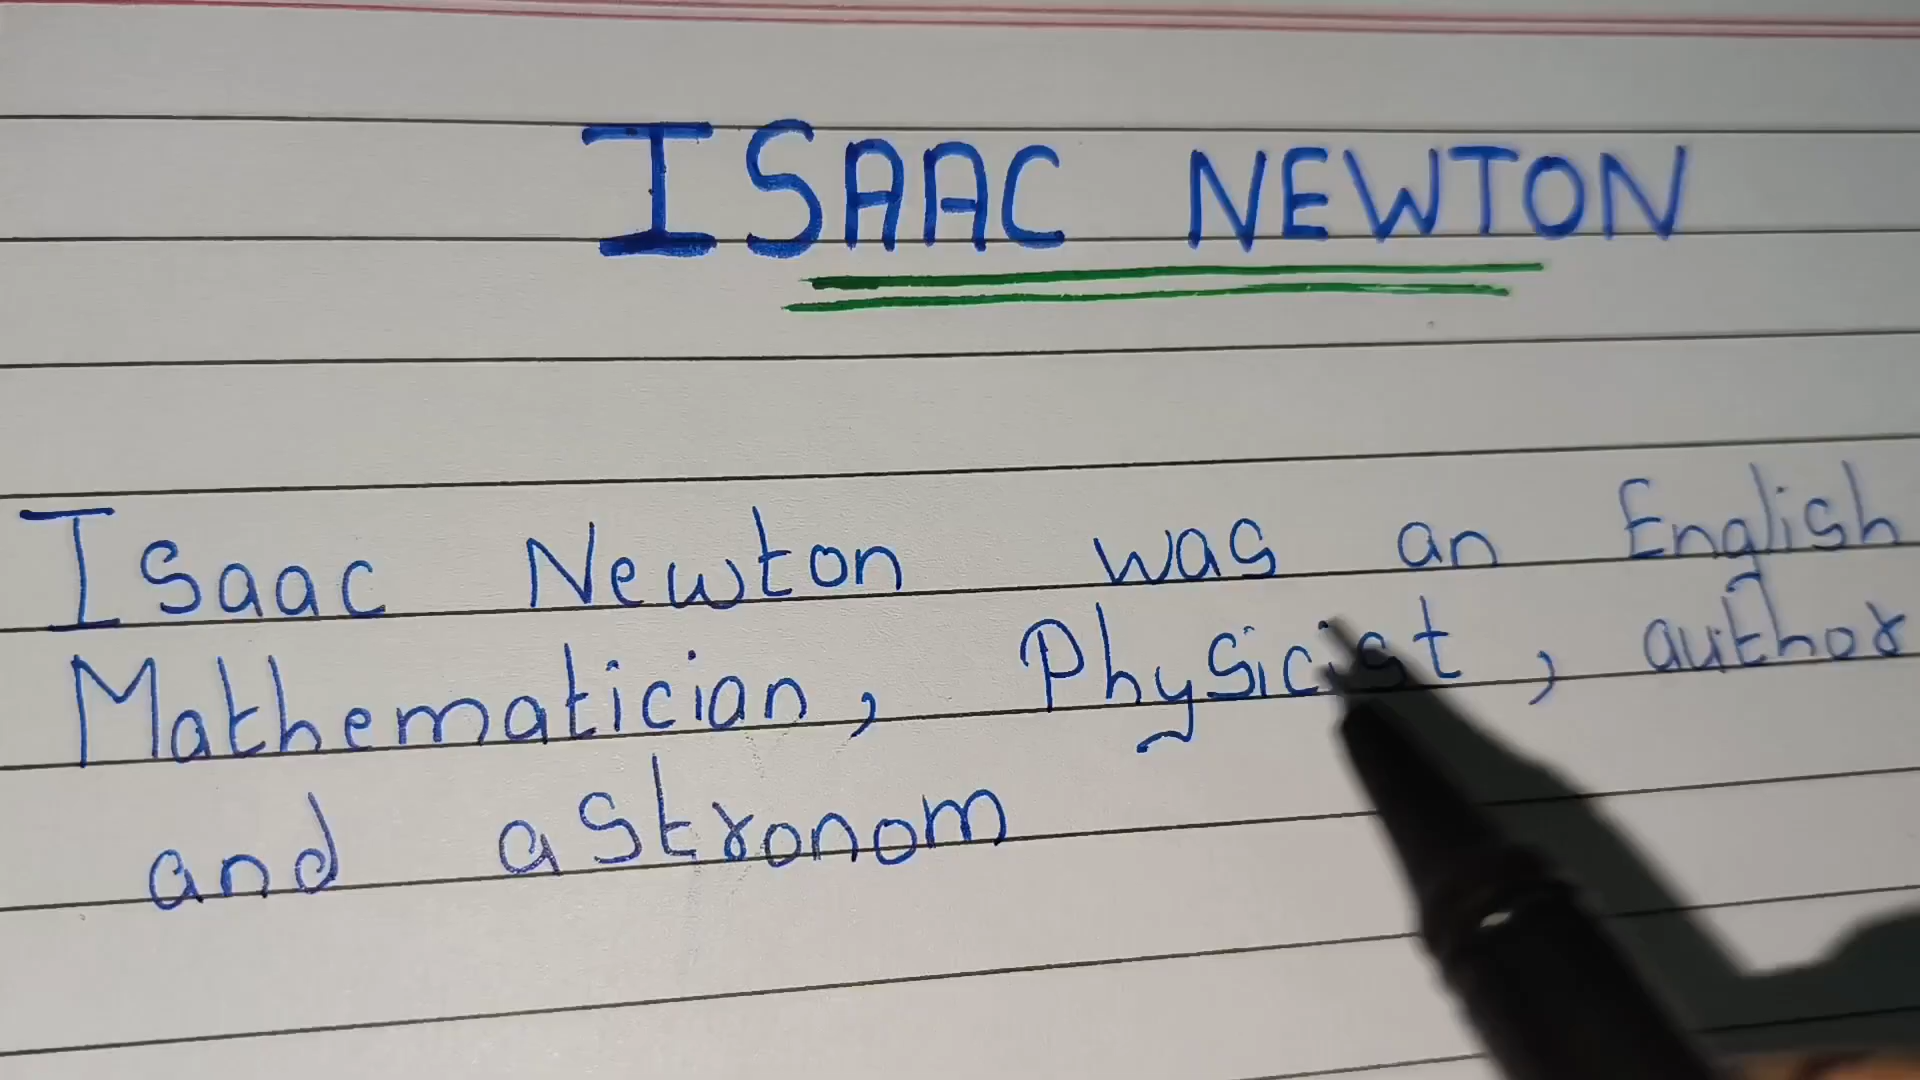 ISAAC NEWTON
Isaac Newton was an English
Mathematician, Physicist, author
and astronom